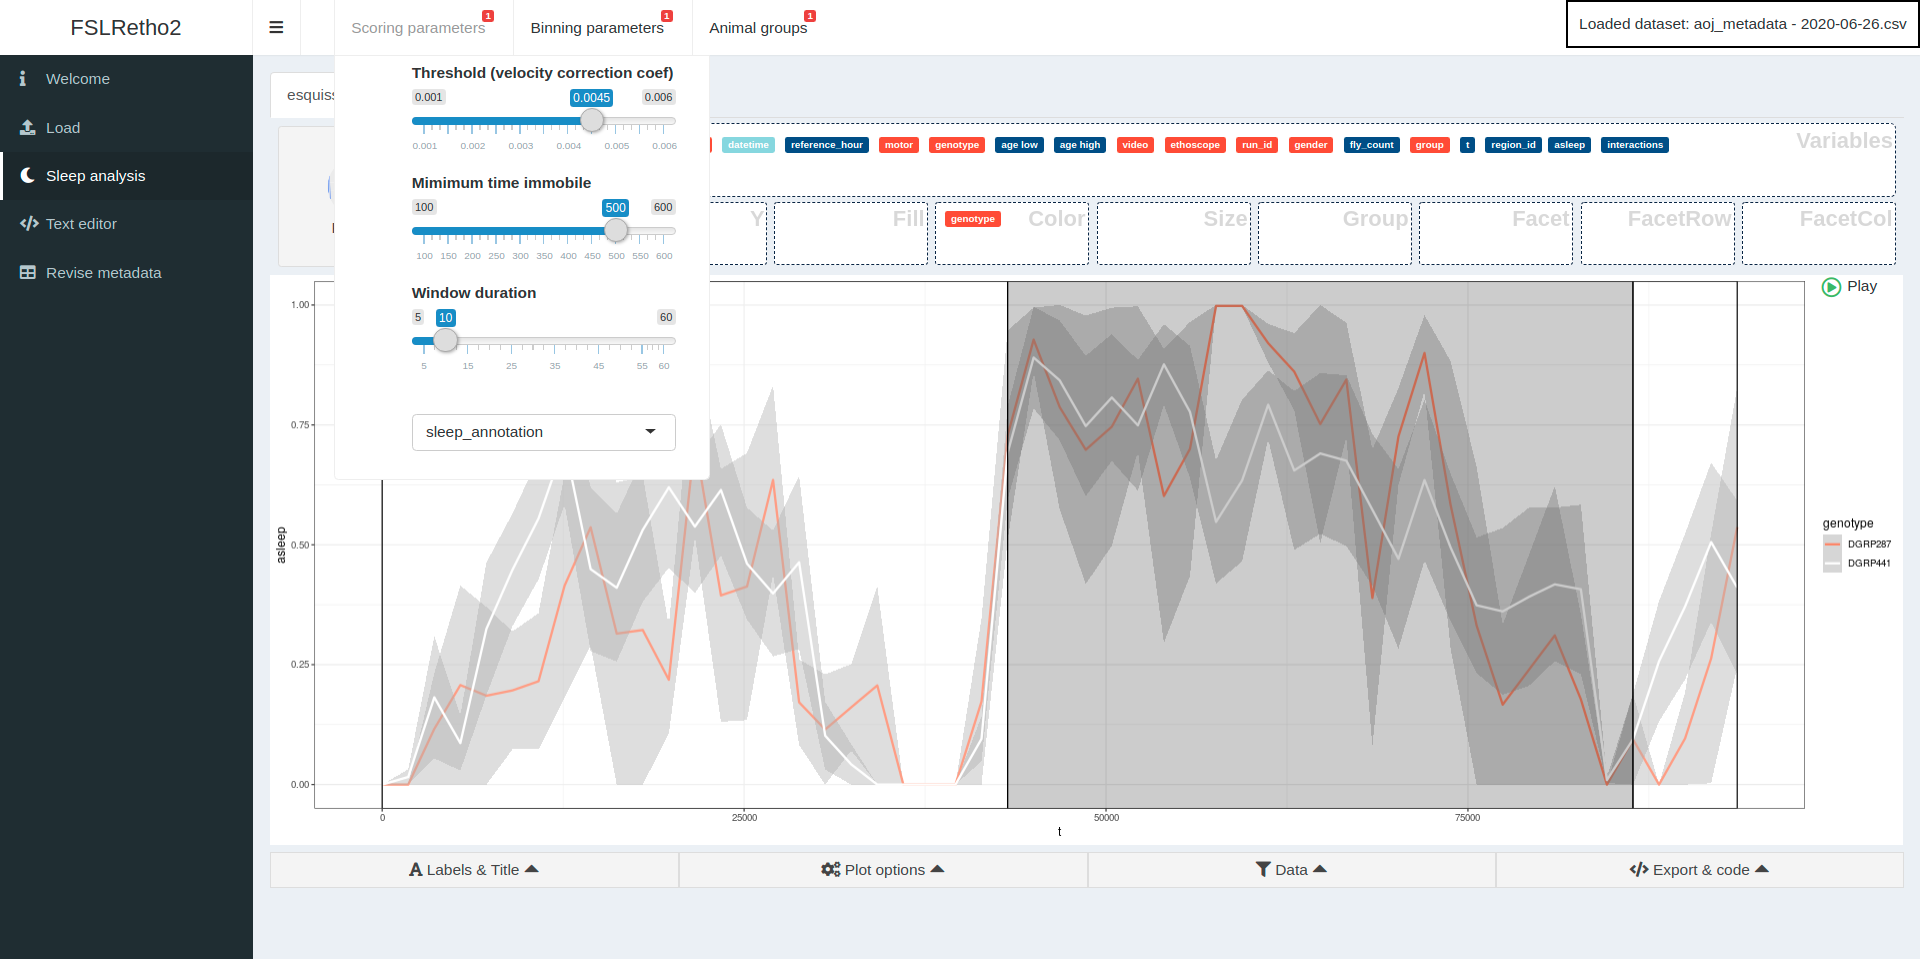 FSLRetho2
Scoring parameters 1
Binning parameters 1
Animal groups 1
Loaded dataset: aoj_metadata - 2020-06-26.csv
Welcome
Load
Sleep analysis
Text editor
Revise metadata
Threshold (velocity correction coef)
0.001 0.0045 0.006
0.001 0.002 0.003 0.004 0.005 0.006
Mimimum time immobile
100 500 600
100 150 200 250 300 350 400 450 500 550 600
Window duration
5 10 60
5 15 25 35 45 55 60
sleep_annotation
datetime reference_hour motor genotype age low age high video ethoscope run_id gender fly_count group t region_id asleep interactions
Variables
Y
Fill
genotype Color
Size
Group
Facet
FacetRow
FacetCol
Play
1.00
0.75
0.50
0.25
0.00
asleep
0 25000 50000 75000
t
genotype
DGRP287
DGRP441
Labels & Title
Plot options
Data
Export & code